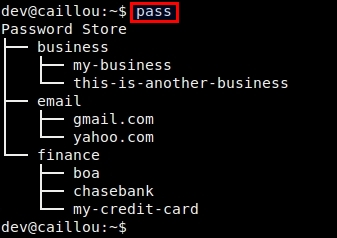 dev@caillou:~$ pass
Password Store
├── business
│   ├── my-business
│   └── this-is-another-business
├── email
│   ├── gmail.com
│   └── yahoo.com
└── finance
    ├── boa
    ├── chasebank
    └── my-credit-card
dev@caillou:~$